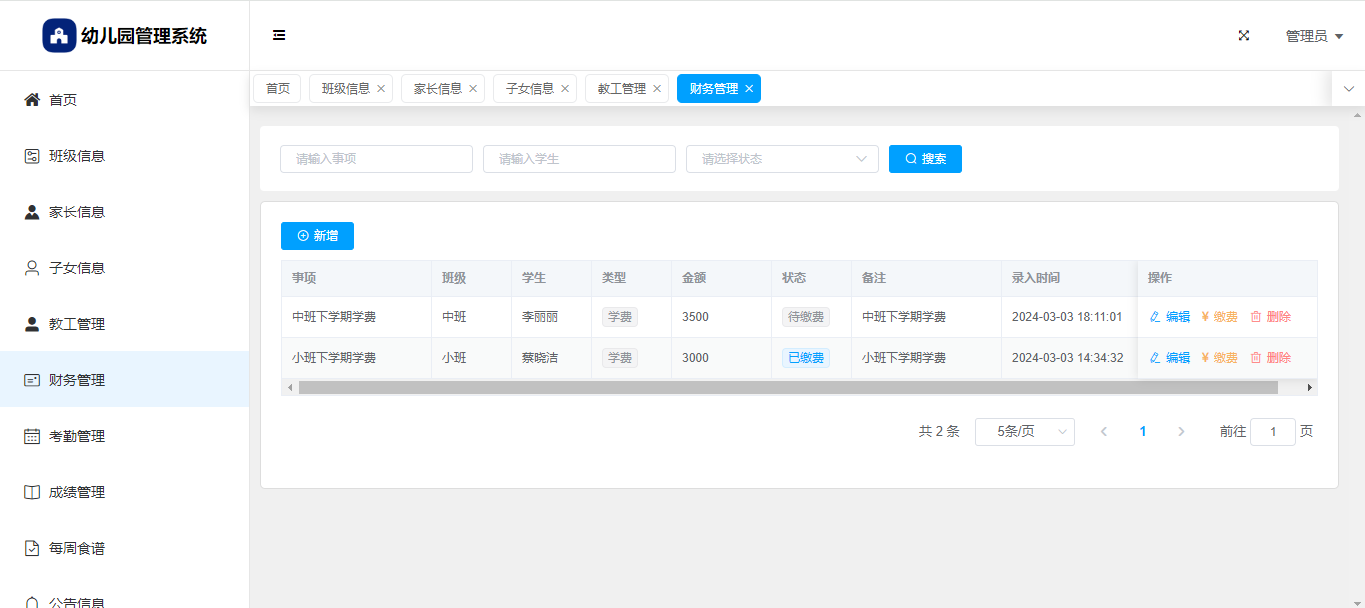 幼儿园管理系统
管理员
首页
班级信息
家长信息
子女信息
教工管理
财务管理
考勤管理
成绩管理
每周食谱
公告信息
首页 班级信息 家长信息 子女信息 教工管理 财务管理
请输入事项 请输入学生 请选择状态 搜索
新增
事项 班级 学生 类型 金额 状态 备注 录入时间 操作
中班下学期学费 中班 李丽丽 学费 3500 待缴费 中班下学期学费 2024-03-03 18:11:01 编辑 ¥ 缴费 删除
小班下学期学费 小班 蔡晓洁 学费 3000 已缴费 小班下学期学费 2024-03-03 14:34:32 编辑 ¥ 缴费 删除
共 2 条 5条/页 1 前往 1 页